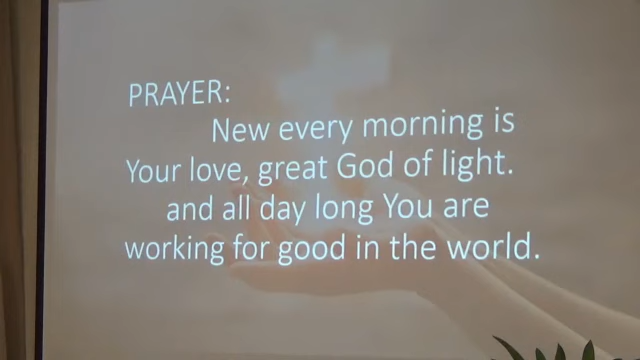 PRAYER:
New every morning is
Your love, great God of light.
and all day long You are
working for good in the world.